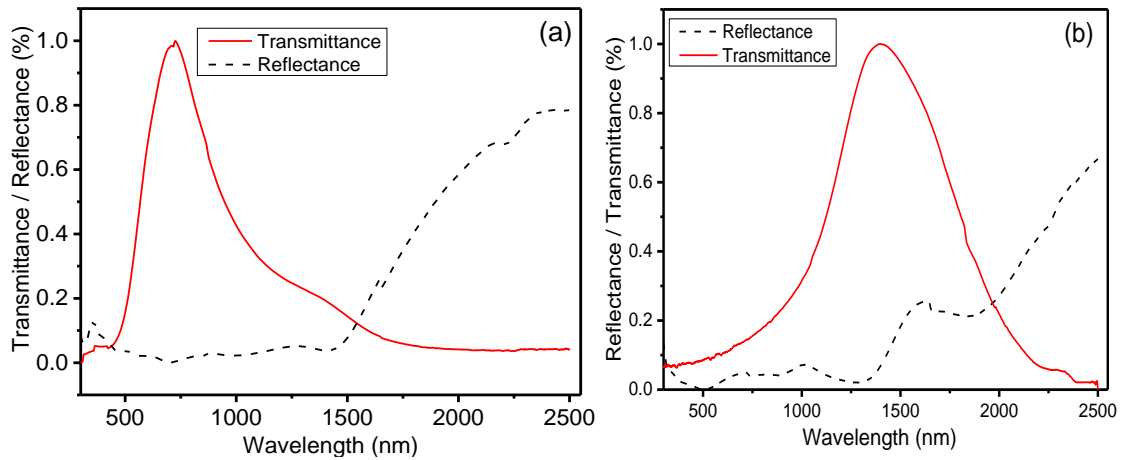 (a)
Transmittance
Reflectance
Transmittance / Reflectance (%)
1.0
0.8
0.6
0.4
0.2
0.0
500
1000
1500
2000
2500
Wavelength (nm)
(b)
Reflectance
Transmittance
Reflectance / Transmittance (%)
1.0
0.8
0.6
0.4
0.2
0.0
500
1000
1500
2000
2500
Wavelength (nm)